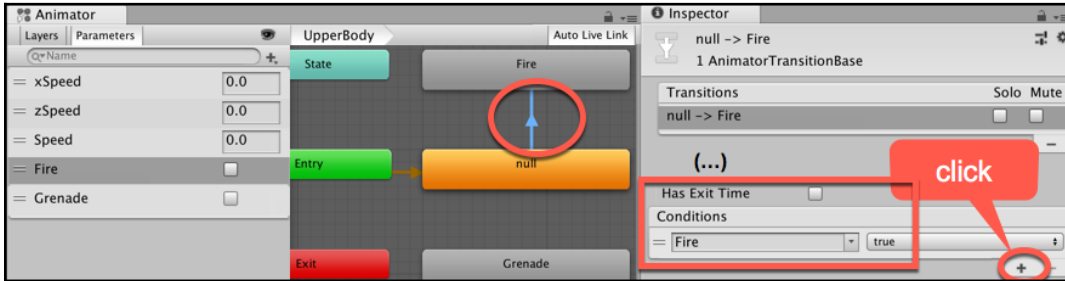 Animator
Layers Parameters
Name
xSpeed 0.0
zSpeed 0.0
Speed 0.0
Fire
Grenade
UpperBody Auto Live Link
State
Fire
Entry
null
Exit
Grenade
Inspector
null -> Fire
1 AnimatorTransitionBase
Transitions Solo Mute
null -> Fire
(...)
click
Has Exit Time
Conditions
Fire true